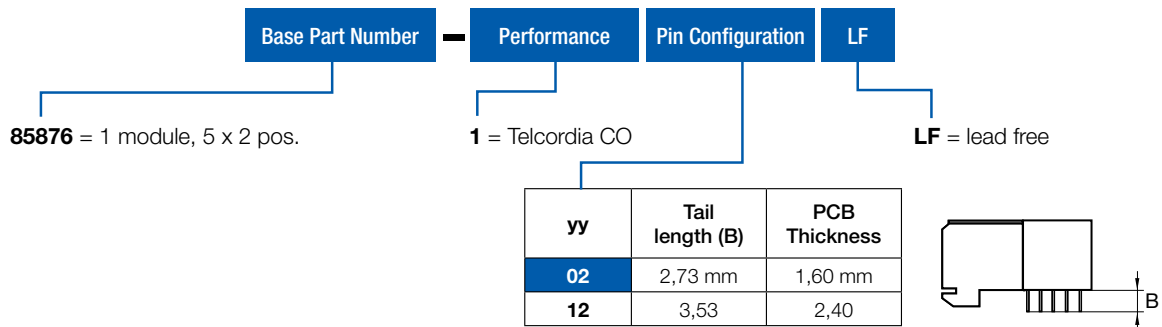 Base Part Number – Performance Pin Configuration LF
85876 = 1 module, 5 x 2 pos.
1 = Telcordia CO
LF = lead free
yy Tail length (B) PCB Thickness
02 2,73 mm 1,60 mm
12 3,53 2,40
B